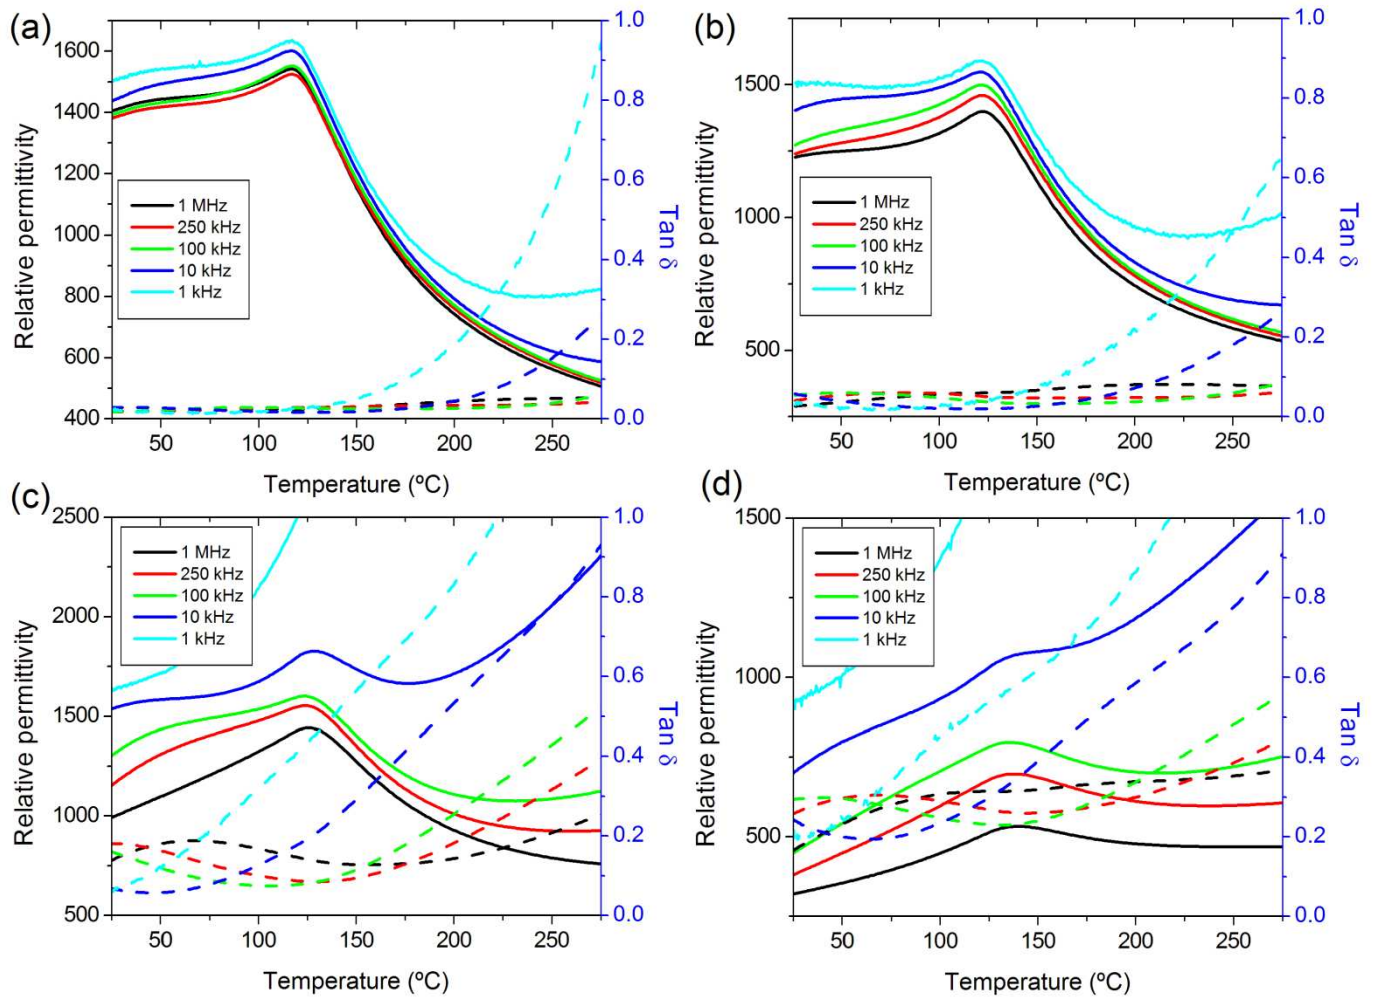 (a)
1600
1400
1200
1000
800
600
400
Relative permittivity
1 MHz
250 kHz
100 kHz
10 kHz
1 kHz
1.0
0.8
0.6
0.4
0.2
0.0
Tan δ
50 100 150 200 250
Temperature (ºC)
(b)
1500
1000
500
Relative permittivity
1 MHz
250 kHz
100 kHz
10 kHz
1 kHz
1.0
0.8
0.6
0.4
0.2
0.0
Tan δ
50 100 150 200 250
Temperature (ºC)
(c)
2500
2000
1500
1000
500
Relative permittivity
1 MHz
250 kHz
100 kHz
10 kHz
1 kHz
1.0
0.8
0.6
0.4
0.2
0.0
Tan δ
50 100 150 200 250
Temperature (ºC)
(d)
1500
1000
500
Relative permittivity
1 MHz
250 kHz
100 kHz
10 kHz
1 kHz
1.0
0.8
0.6
0.4
0.2
0.0
Tan δ
50 100 150 200 250
Temperature (ºC)